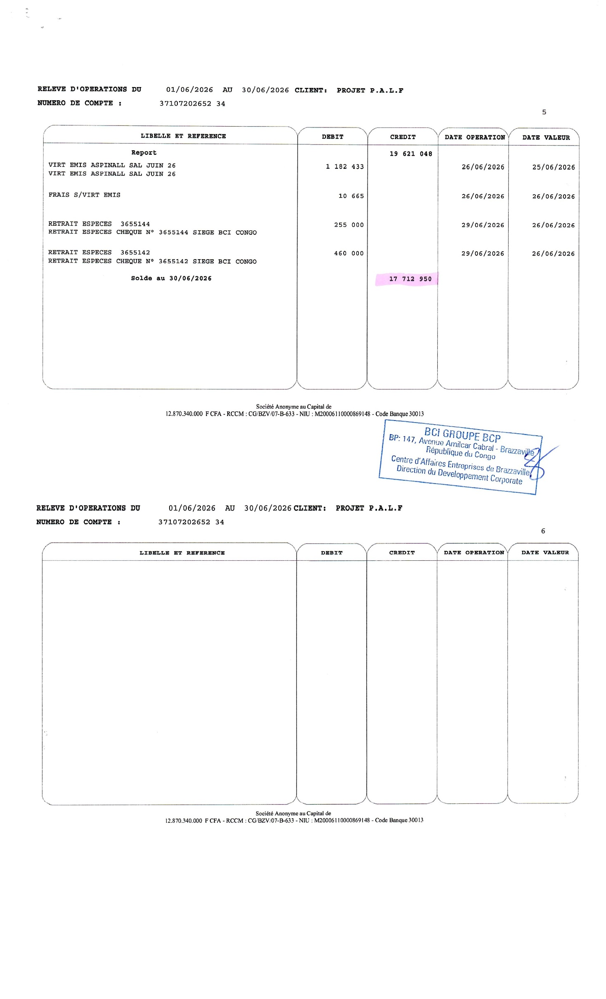 RELEVE D'OPERATIONS DU 01/06/2026 AU 30/06/2026 CLIENT: PROJET P.A.L.F
NUMERO DE COMPTE : 37107202652 34
5
LIBELLE ET REFERENCE DEBIT CREDIT DATE OPERATION DATE VALEUR
Report 19 621 048
VIRT EMIS ASPINALL SAL JUIN 26 1 182 433 26/06/2026 25/06/2026
VIRT EMIS ASPINALL SAL JUIN 26
FRAIS S/VIRT EMIS 10 665 26/06/2026 26/06/2026
RETRAIT ESPECES 3655144 255 000 29/06/2026 26/06/2026
RETRAIT ESPECES CHEQUE N° 3655144 SIEGE BCI CONGO
RETRAIT ESPECES 3655142 460 000 29/06/2026 26/06/2026
RETRAIT ESPECES CHEQUE N° 3655142 SIEGE BCI CONGO
Solde au 30/06/2026 17 712 950
Société Anonyme au Capital de
12.870.340.000 F CFA - RCCM : CG/BZV/07-B-633 - NIU : M20006110000869148 - Code Banque 30013
BCI GROUPE BCP
BP: 147, Avenue Amilcar Cabral - Brazzaville
République du Congo
Centre d'Affaires Entreprises de Brazzaville
Direction du Developpement Corporate
RELEVE D'OPERATIONS DU 01/06/2026 AU 30/06/2026 CLIENT: PROJET P.A.L.F
NUMERO DE COMPTE : 37107202652 34
6
LIBELLE ET REFERENCE DEBIT CREDIT DATE OPERATION DATE VALEUR
Société Anonyme au Capital de
12.870.340.000 F CFA - RCCM : CG/BZV/07-B-633 - NIU : M20006110000869148 - Code Banque 30013